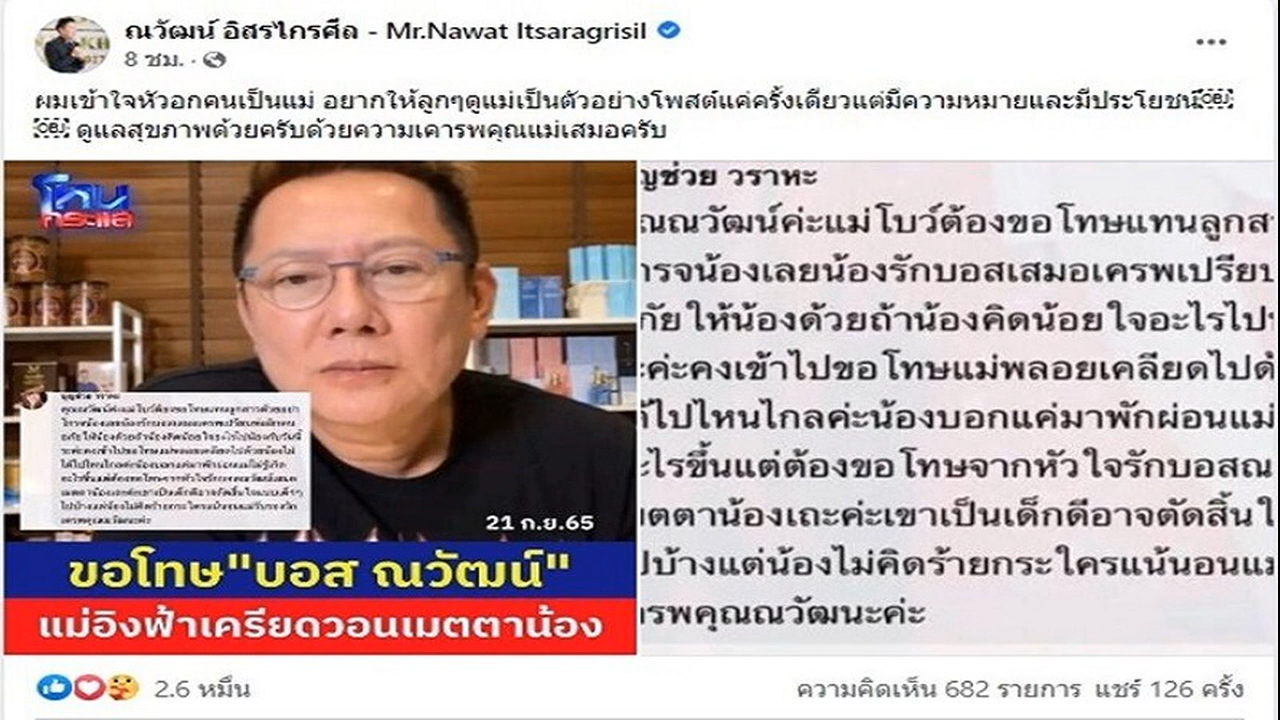 ณวัฒน์ อิสรไกรศีล - Mr.Nawat Itsaragrisil
8 ชม.
ผมเข้าใจหัวอกคนเป็นแม่ อยากให้ลูกๆดูแม่เป็นตัวอย่างโพสต์แค่ครั้งเดียวแต่มีความหมายและมีประโยชน์￼
￼ ดูแลสุขภาพด้วยครับด้วยความเคารพคุณแม่เสมอครับ
โหน
กระแส
21 ก.ย.65
ขอโทษ"บอส ณวัฒน์"
แม่อิงฟ้าเครียดวอนเมตตาน้อง
ญช่วย วราหะ
ณณวัฒน์ค่ะแม่โบว์ต้องขอโทษแทนลูกส
ารจน้องเลยน้องรักบอสเสมอเครพเปรียบ
ภัยให้น้องด้วยถ้าน้องคิดน้อยใจอะไรไป
ะค่ะคงเข้าไปขอโทษแม่พลอยเคลียดไปด้
ไปไหนไกลค่ะน้องบอกแค่มาพักผ่อนแม่
ะไรขึ้นแต่ต้องขอโทษจากหัวใจรักบอสณ
มตตาน้องเถะค่ะเขาเป็นเด็กดีอาจตัดสิ้นใ
ปบ้างแต่น้องไม่คิดร้ายกระใครแน้นอนแม
ารพคุณณวัฒนะค่ะ
2.6 หมื่น
ความคิดเห็น 682 รายการ แชร์ 126 ครั้ง